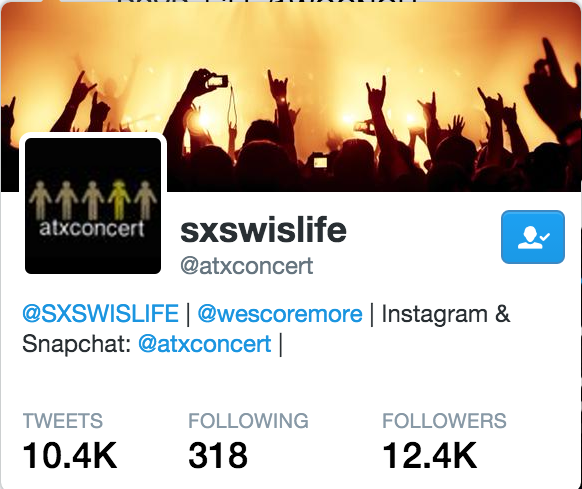 atxconcert
sxswislife
@atxconcert
@SXSWISLIFE | @wescoremore | Instagram &
Snapchat: @atxconcert |
TWEETS FOLLOWING FOLLOWERS
10.4K 318 12.4K